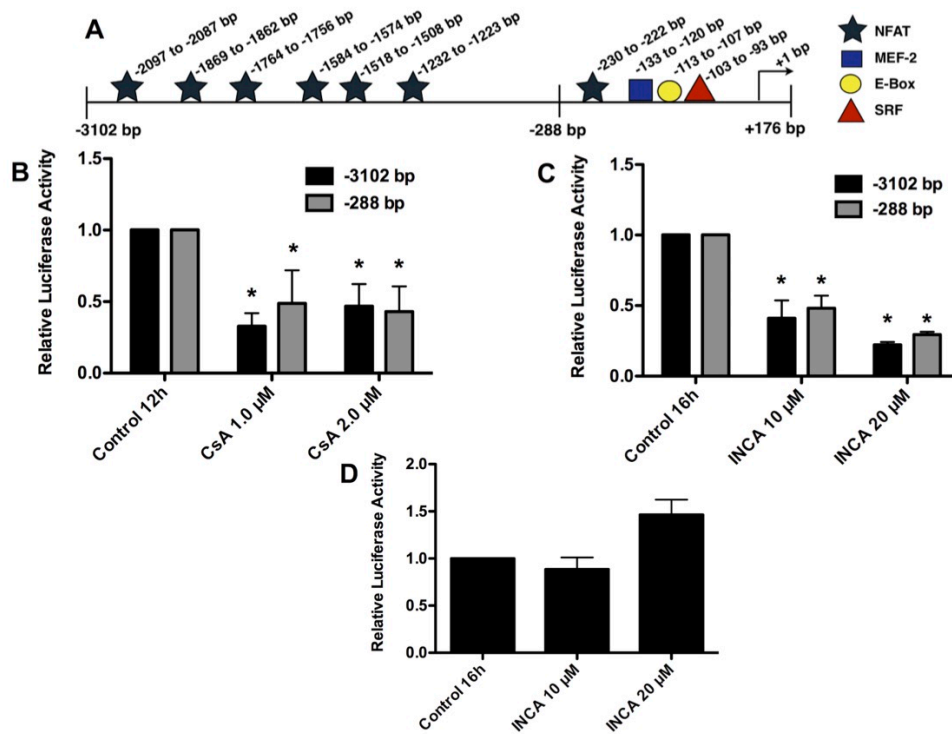 A
-2097 to -2087 bp
-1869 to -1862 bp
-1764 to -1756 bp
-1584 to -1574 bp
-1518 to -1508 bp
-1232 to -1223 bp
-230 to -222 bp
-133 to -120 bp
-113 to -107 bp
-103 to -93 bp
+1 bp
NFAT
MEF-2
E-Box
SRF
-3102 bp
-288 bp
+176 bp
B
Relative Luciferase Activity
1.5
1.0
0.5
0.0
-3102 bp
-288 bp
*
*
*
*
Control 12h
CsA 1.0 µM
CsA 2.0 µM
C
Relative Luciferase Activity
1.5
1.0
0.5
0.0
-3102 bp
-288 bp
*
*
*
*
Control 16h
INCA 10 µM
INCA 20 µM
D
Relative Luciferase Activity
2.0
1.5
1.0
0.5
0.0
Control 16h
INCA 10 µM
INCA 20 µM